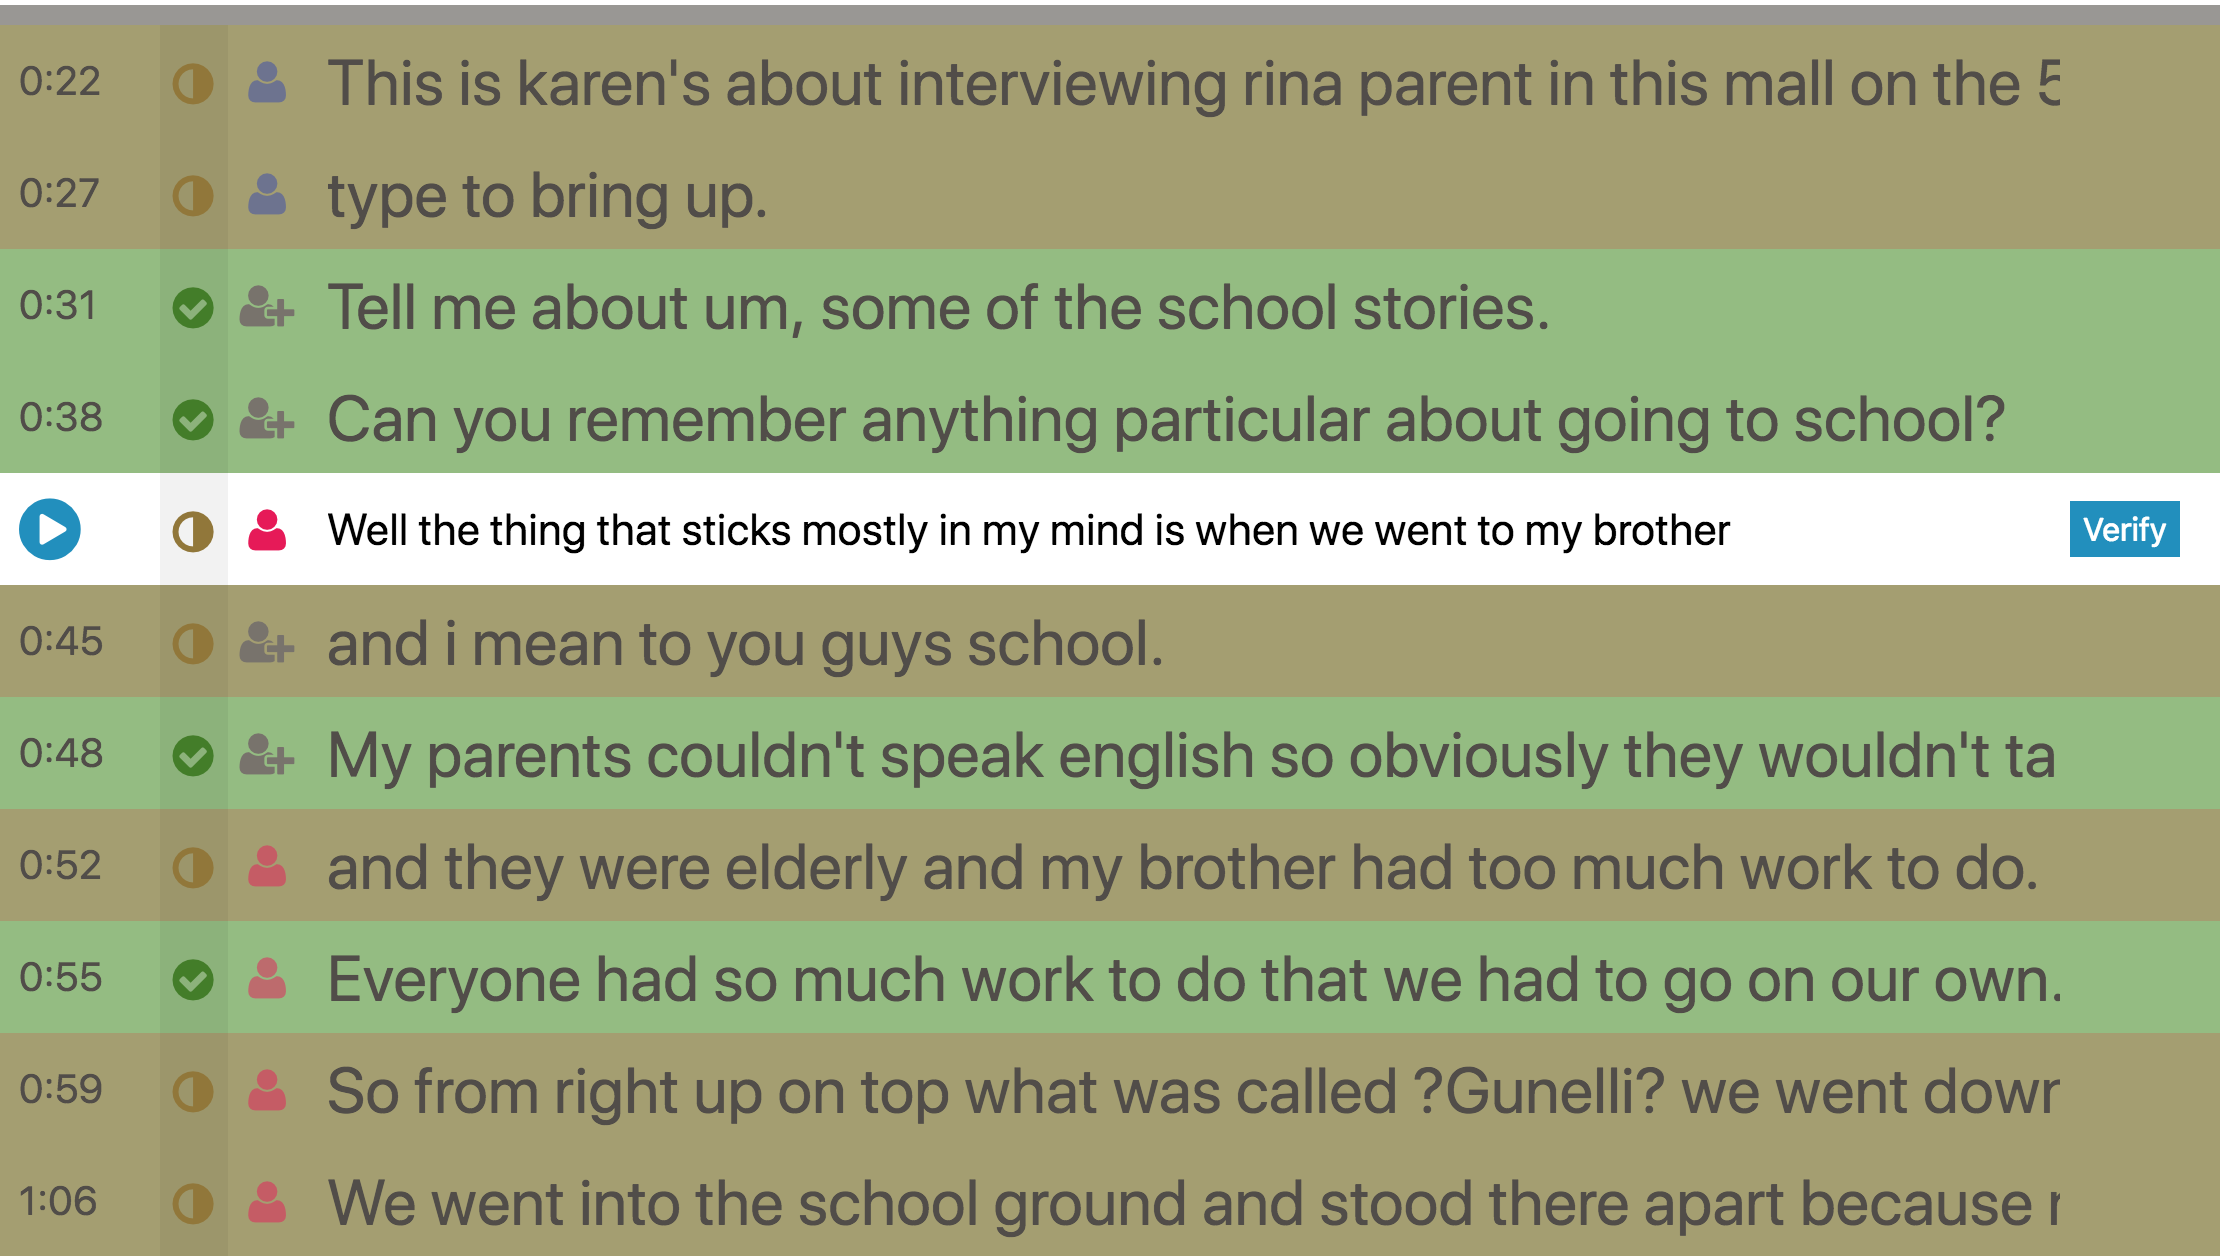 0:22 This is karen's about interviewing rina parent in this mall on the 5
0:27 type to bring up.
0:31 Tell me about um, some of the school stories.
0:38 Can you remember anything particular about going to school?
Well the thing that sticks mostly in my mind is when we went to my brother Verify
0:45 and i mean to you guys school.
0:48 My parents couldn't speak english so obviously they wouldn't ta
0:52 and they were elderly and my brother had too much work to do.
0:55 Everyone had so much work to do that we had to go on our own.
0:59 So from right up on top what was called ?Gunelli? we went down
1:06 We went into the school ground and stood there apart because